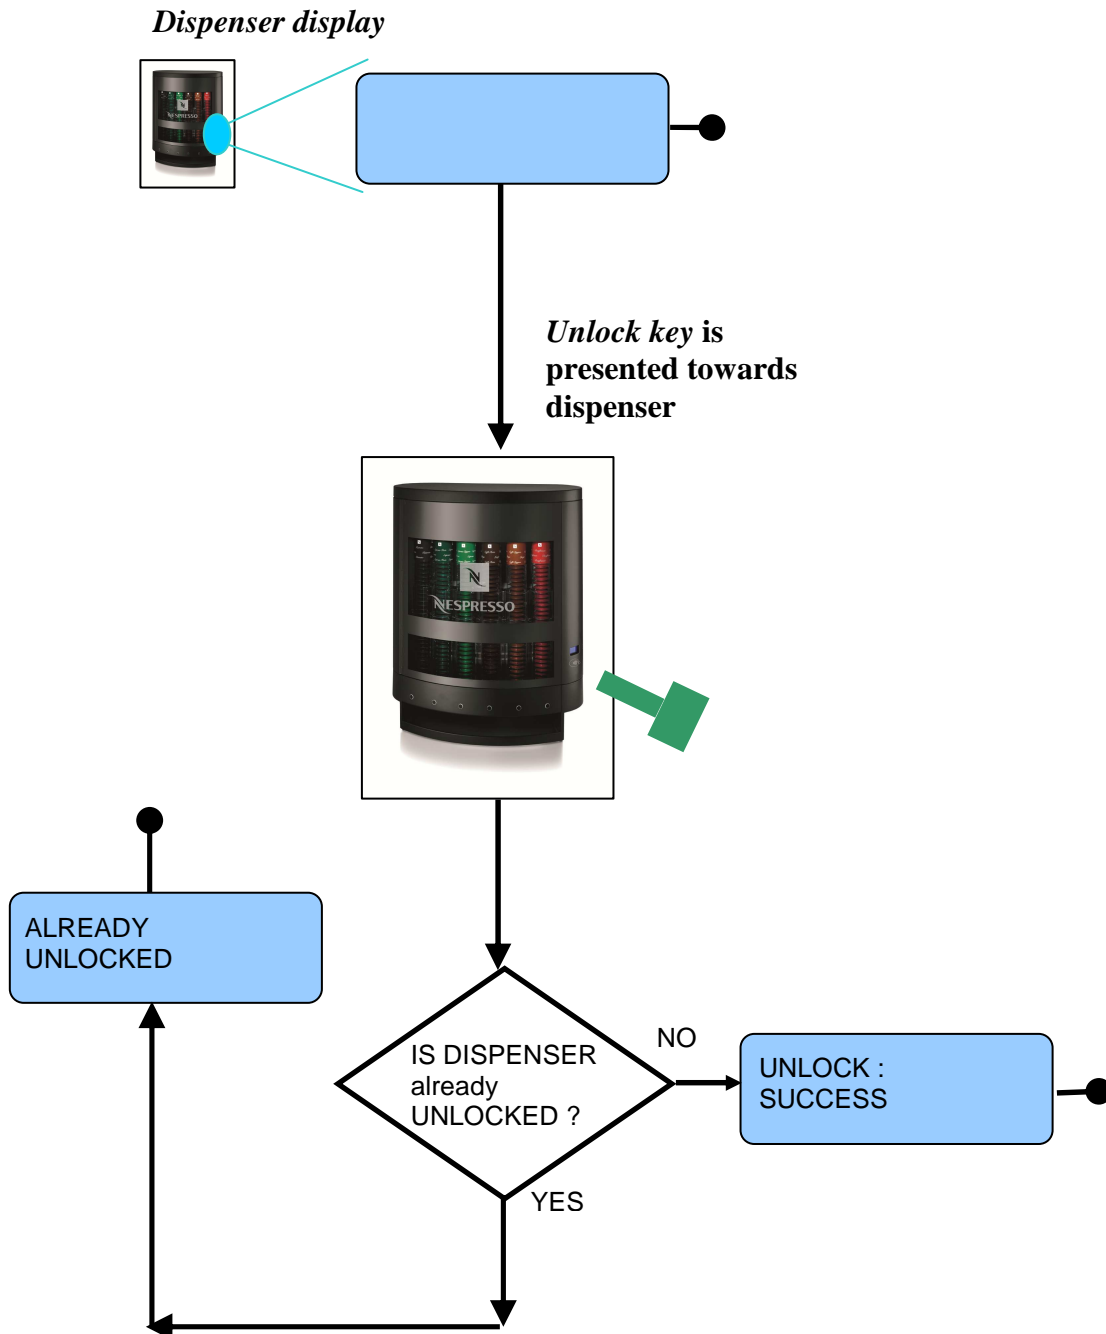 Dispenser display
NESPRESSO
Unlock key is
presented towards
dispenser
NESPRESSO
ALREADY
UNLOCKED
IS DISPENSER
already
UNLOCKED ?
NO
UNLOCK :
SUCCESS
YES